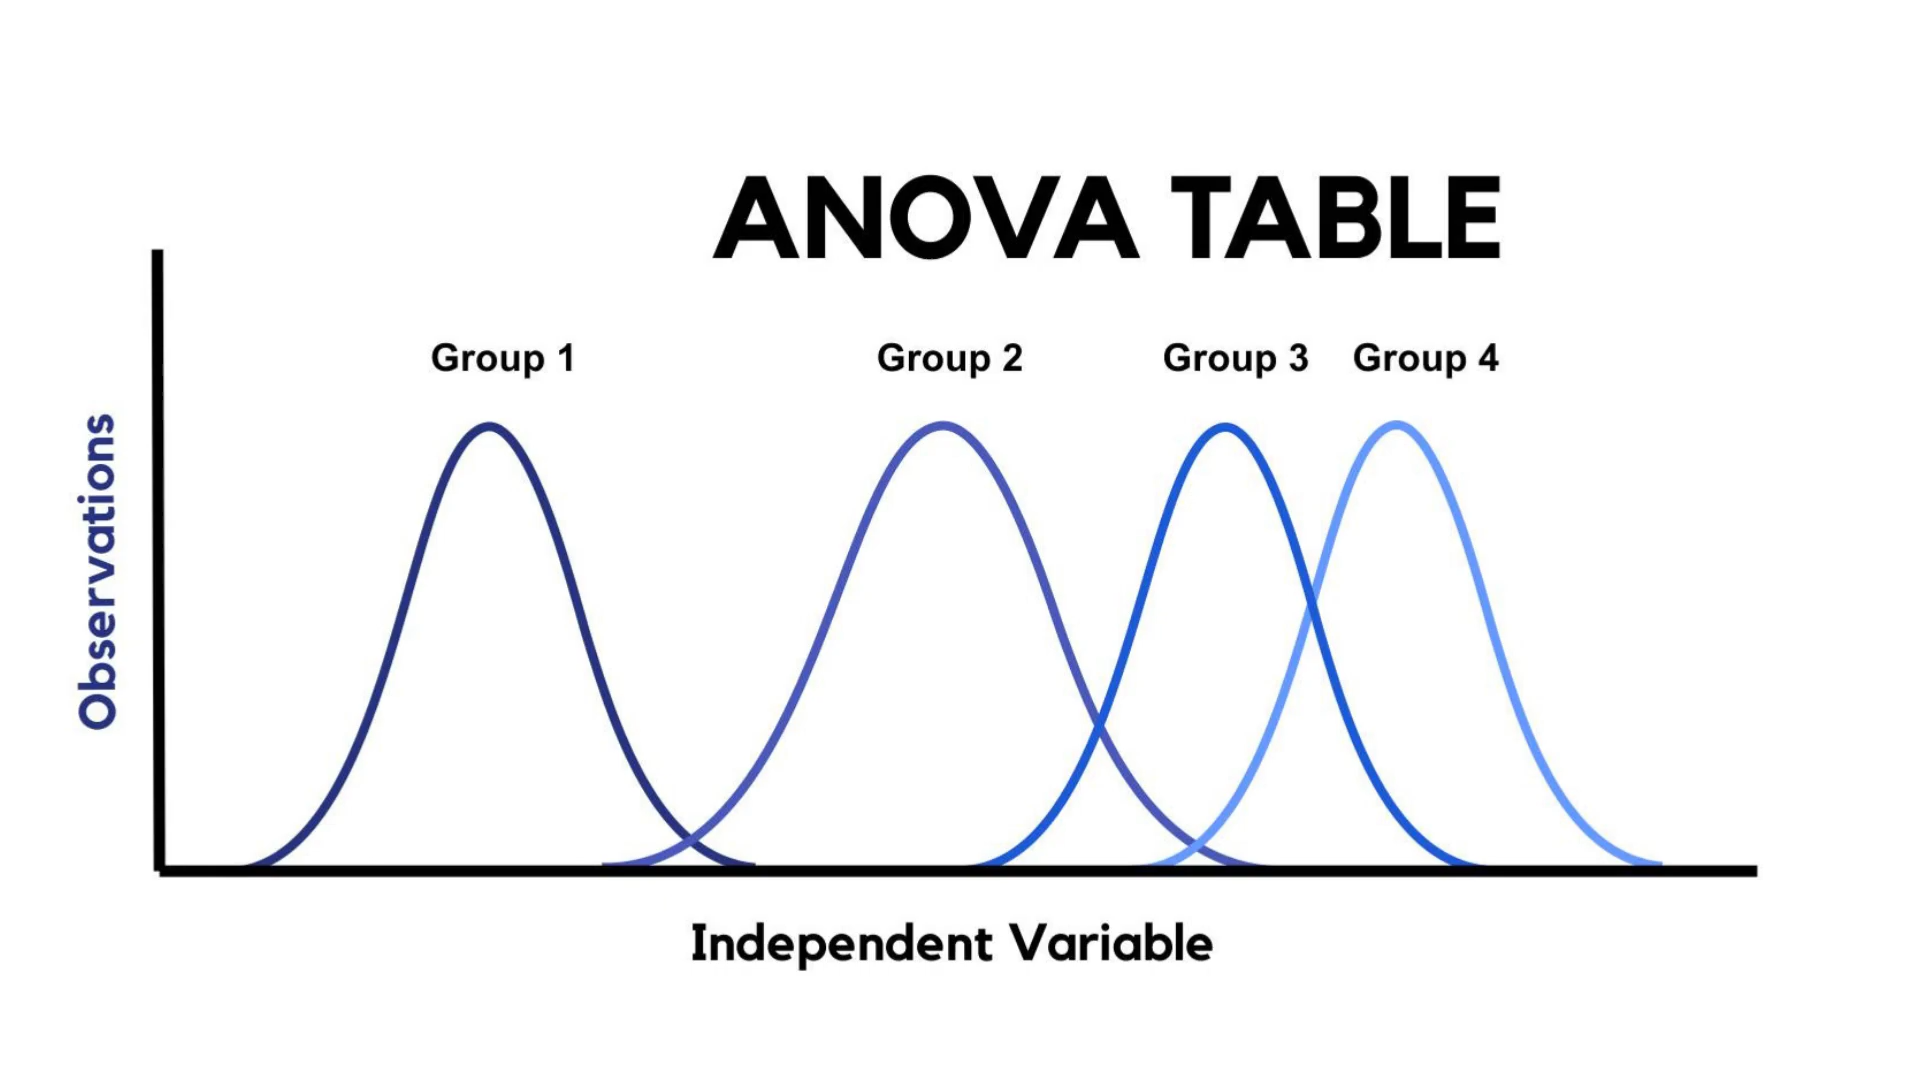 ANOVA TABLE
Group 1
Group 2
Group 3
Group 4
Observations
Independent Variable